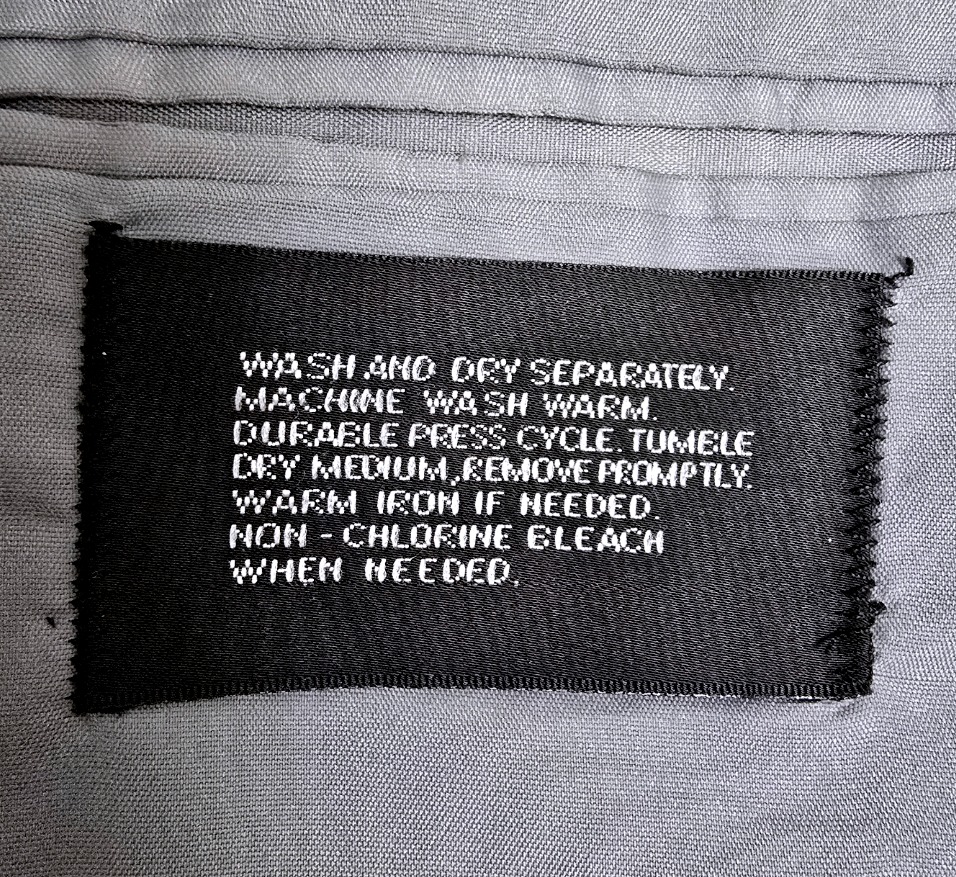 WASH AND DRY SEPARATELY.
MACHINE WASH WARM.
DURABLE PRESS CYCLE. TUMBLE
DRY MEDIUM, REMOVE PROMPTLY.
WARM IRON IF NEEDED.
NON - CHLORINE BLEACH
WHEN NEEDED.